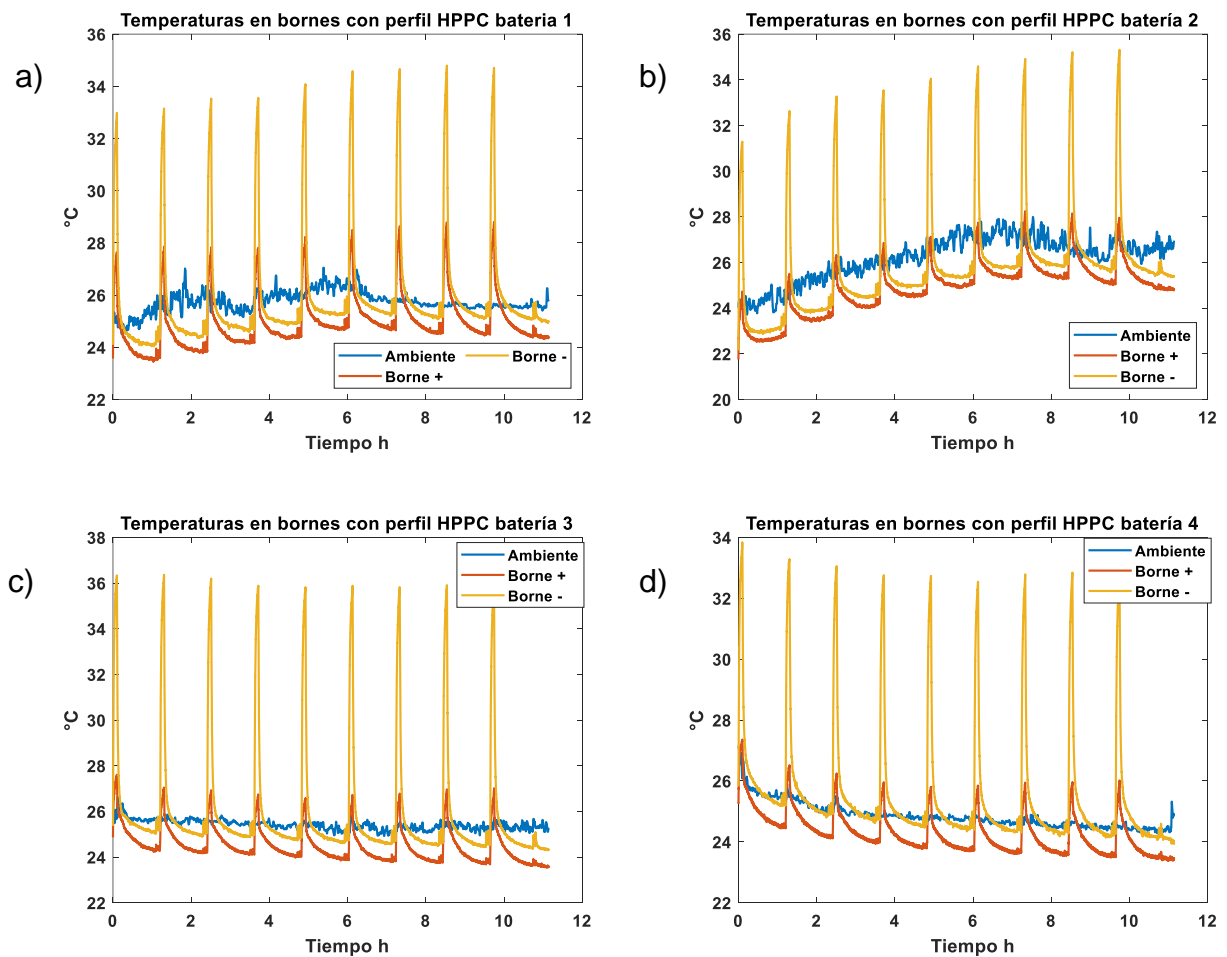 a)
Temperaturas en bornes con perfil HPPC bateria 1
36
34
32
30
28
26
24
22
°C
0 2 4 6 8 10 12
Tiempo h
Ambiente
Borne +
Borne -
b)
Temperaturas en bornes con perfil HPPC batería 2
36
34
32
30
28
26
24
22
20
°C
0 2 4 6 8 10 12
Tiempo h
Ambiente
Borne +
Borne -
c)
Temperaturas en bornes con perfil HPPC batería 3
38
36
34
32
30
28
26
24
22
°C
0 2 4 6 8 10 12
Tiempo h
Ambiente
Borne +
Borne -
d)
Temperaturas en bornes con perfil HPPC batería 4
34
32
30
28
26
24
22
°C
0 2 4 6 8 10 12
Tiempo h
Ambiente
Borne +
Borne -